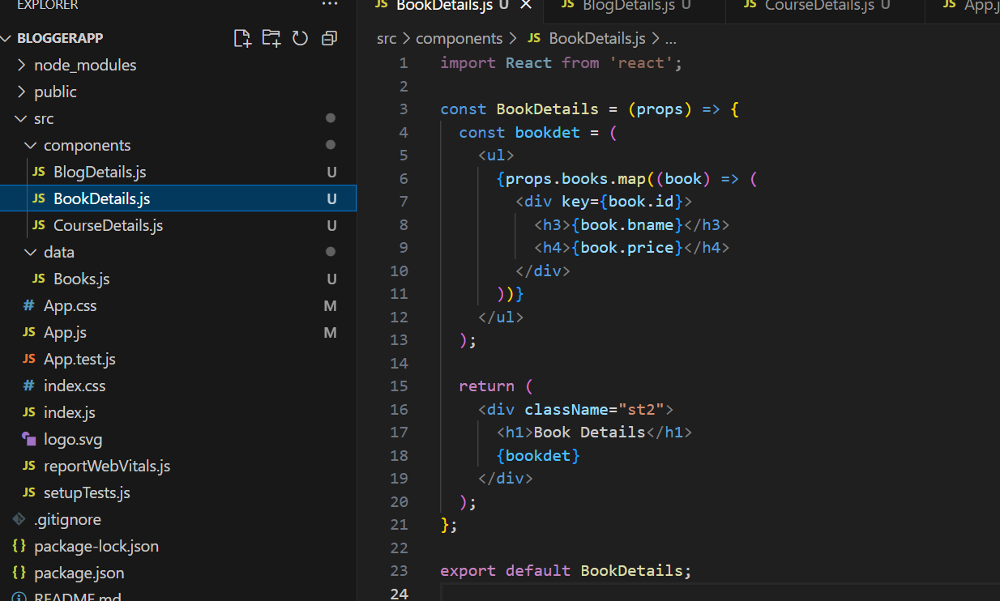 EXPLORER
···
BLOGGERAPP
node_modules
public
src
components
JS BlogDetails.js U
JS BookDetails.js U
JS CourseDetails.js U
data
JS Books.js U
# App.css M
JS App.js M
JS App.test.js
# index.css
JS index.js
logo.svg
JS reportWebVitals.js
JS setupTests.js
.gitignore
{} package-lock.json
{} package.json
README.md
JS BookDetails.js U ×
JS BlogDetails.js U
JS CourseDetails.js U
JS App.j
src > components > JS BookDetails.js > ...
1 import React from 'react';
2
3 const BookDetails = (props) => {
4   const bookdet = (
5     <ul>
6       {props.books.map((book) => (
7         <div key={book.id}>
8           <h3>{book.bname}</h3>
9           <h4>{book.price}</h4>
10         </div>
11       ))}
12     </ul>
13   );
14
15   return (
16     <div className="st2">
17       <h1>Book Details</h1>
18       {bookdet}
19     </div>
20   );
21 };
22
23 export default BookDetails;
24